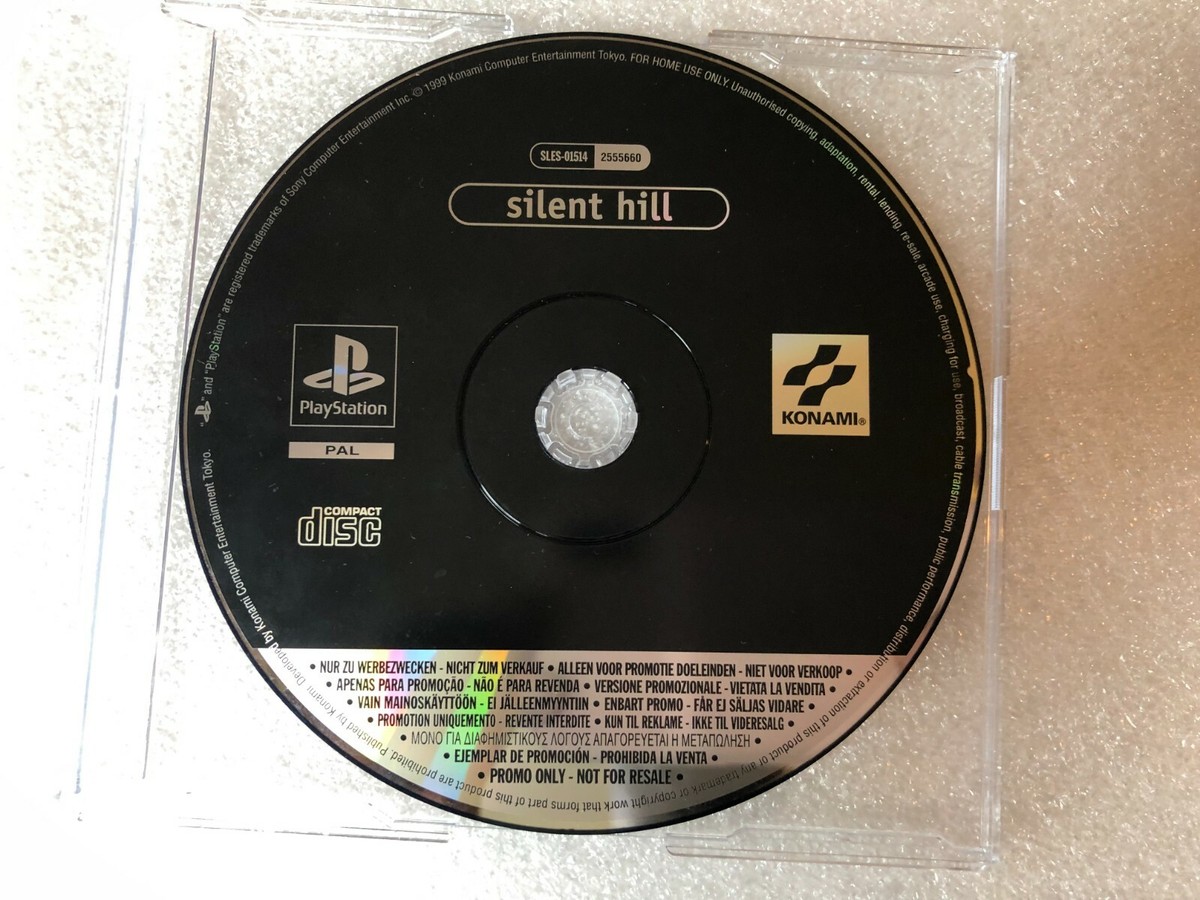 SLES-01514 2555660
silent hill
PlayStation
PAL
COMPACT
disc
KONAMI®
• NUR ZU WERBEZWECKEN - NICHT ZUM VERKAUF • ALLEEN VOOR PROMOTIE DOELEINDEN - NIET VOOR VERKOOP •
• APENAS PARA PROMOÇÃO - NÃO É PARA REVENDA • VERSIONE PROMOZIONALE - VIETATA LA VENDITA •
• VAIN MAINOSKÄYTTÖÖN - EI JÄLLEENMYYNTIIN • ENBART PROMO - FÅR EJ SÄLJAS VIDARE •
• PROMOTION UNIQUEMENTO - REVENTE INTERDITE • KUN TIL REKLAME - IKKE TIL VIDERESALG •
• ΜΟΝΟ ΓΙΑ ΔΙΑΦΗΜΙΣΤΙΚΟΥΣ ΛΟΓΟΥΣ ΑΠΑΓΟΡΕΥΕΤΑΙ Η ΜΕΤΑΠΩΛΗΣΗ •
• EJEMPLAR DE PROMOCIÓN - PROHIBIDA LA VENTA •
• PROMO ONLY - NOT FOR RESALE •
" " and "PlayStation" are registered trademarks of Sony Computer Entertainment Inc. © 1999 Konami Computer Entertainment Tokyo. FOR HOME USE ONLY. Unauthorised copying, adaptation, rental, lending, re-sale, arcade use, charging for use, broadcast, cable transmission, public performance, distribution or extraction of this product or any trademark or copyright work that forms part of this product are prohibited. Published by Konami. Developed by Konami Computer Entertainment Tokyo.